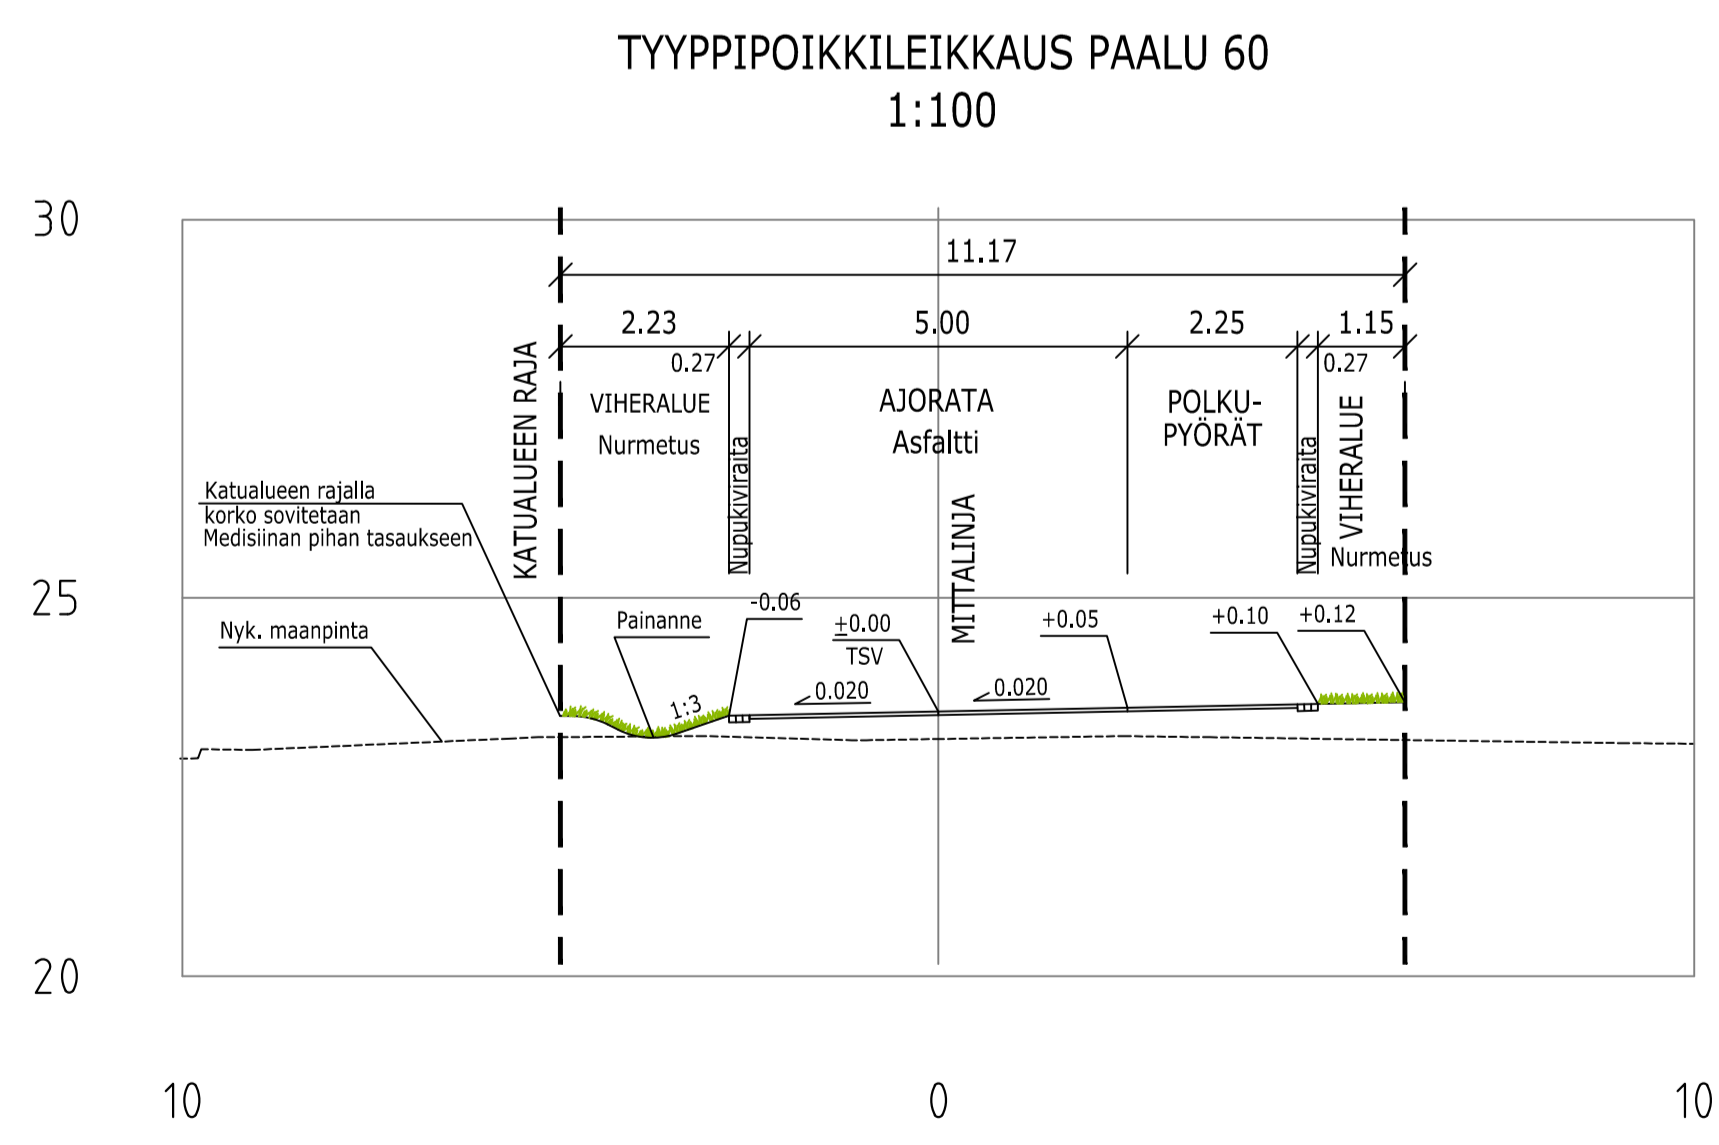 TYYPPIPOIKKILEIKKAUS PAALU 60
1:100
30
11.17
2.23
5.00
2.25
1.15
0.27
0.27
KATUALUEEN RAJA
VIHERALUE
Nurmetus
Nupukiviraita
AJORATA
Asfaltti
MITTALINJA
POLKU-
PYÖRÄT
Nupukiviraita
VIHERALUE
Nurmetus
Katualueen rajalla
korko sovitetaan
Medisiinan pihan tasaukseen
25
Nyk. maanpinta
Painanne
1:3
-0.06
±0.00
TSV
+0.05
+0.10
+0.12
0.020
0.020
20
10
0
10